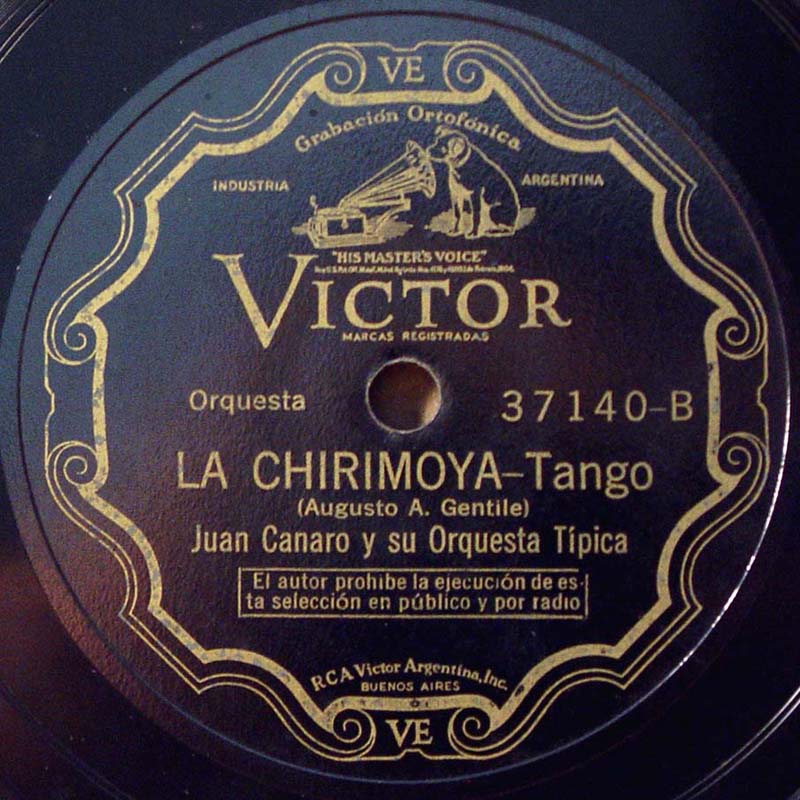 VE
Grabación Ortofónica
INDUSTRIA ARGENTINA
"HIS MASTER'S VOICE"
VICTOR
MARCAS REGISTRADAS
Orquesta 37140-B
LA CHIRIMOYA-Tango
(Augusto A. Gentile)
Juan Canaro y su Orquesta Típica
El autor prohibe la ejecución de es-
ta selección en público y por radio
RCA Victor Argentina, Inc.
BUENOS AIRES
VE